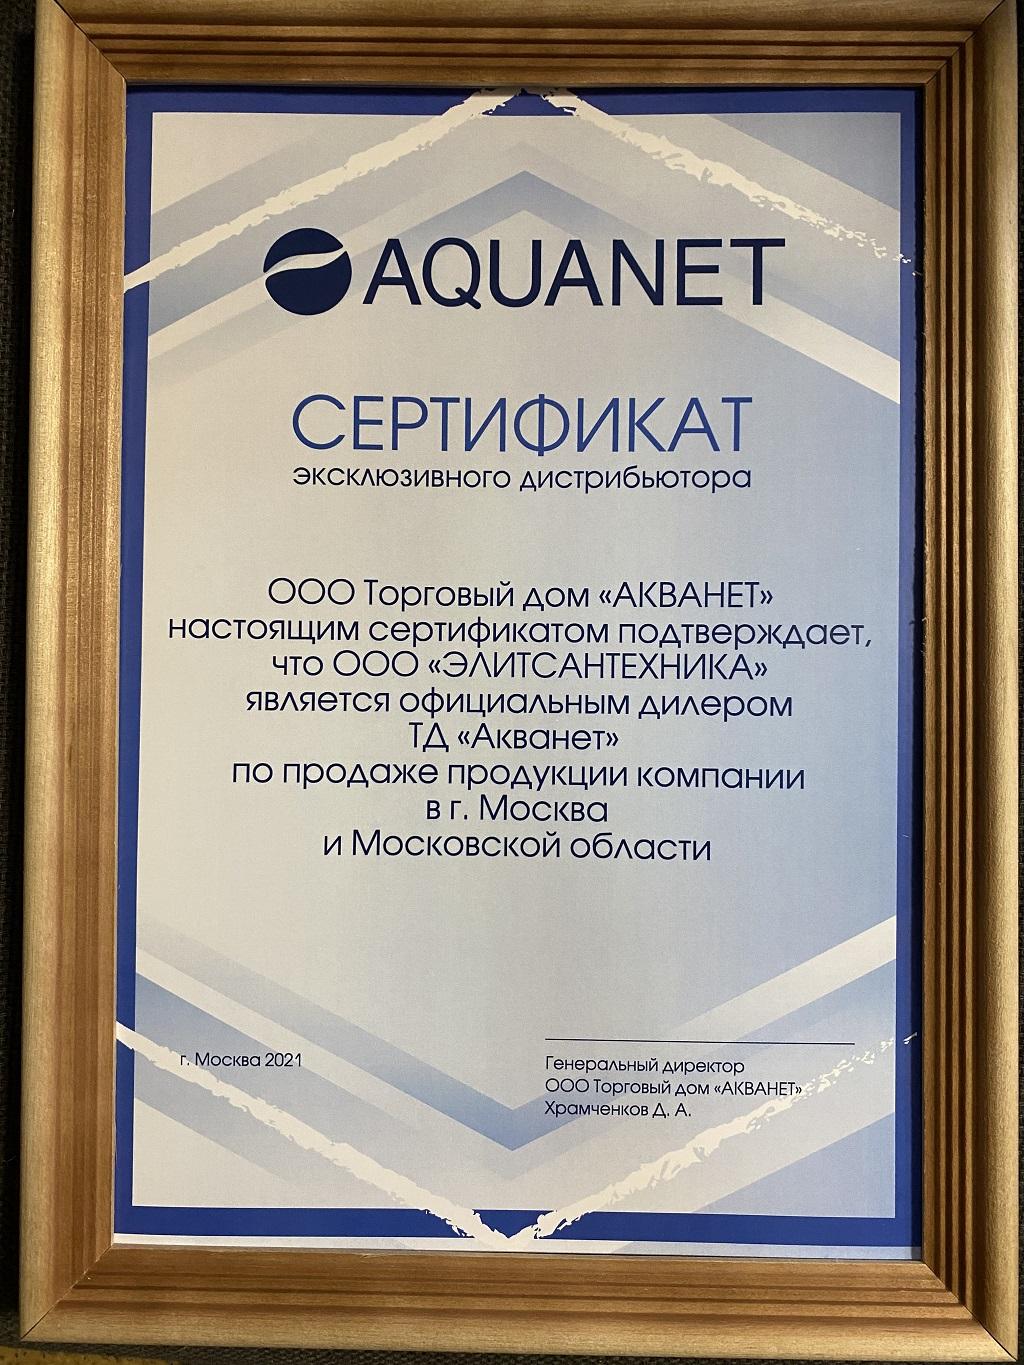 AQUANET
СЕРТИФИКАТ
эксклюзивного дистрибьютора
ООО Торговый дом «АКВАНЕТ»
настоящим сертификатом подтверждает,
что ООО «ЭЛИТСАНТЕХНИКА»
является официальным дилером
ТД «Акванет»
по продаже продукции компании
в г. Москва
и Московской области
г. Москва 2021
Генеральный директор
ООО Торговый дом «АКВАНЕТ»
Храмченков Д. А.